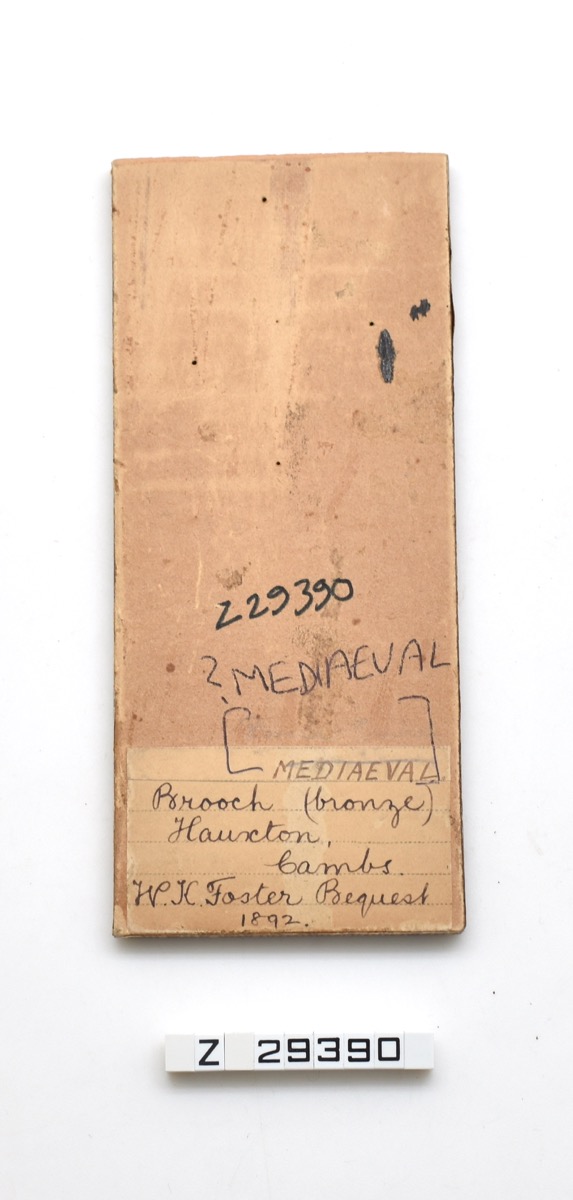 Z29390
? MEDIAEVAL
MEDIAEVAL
Brooch (bronze)
Hauxton,
Cambs.
W. K. Foster Bequest
1892.
Z 29390